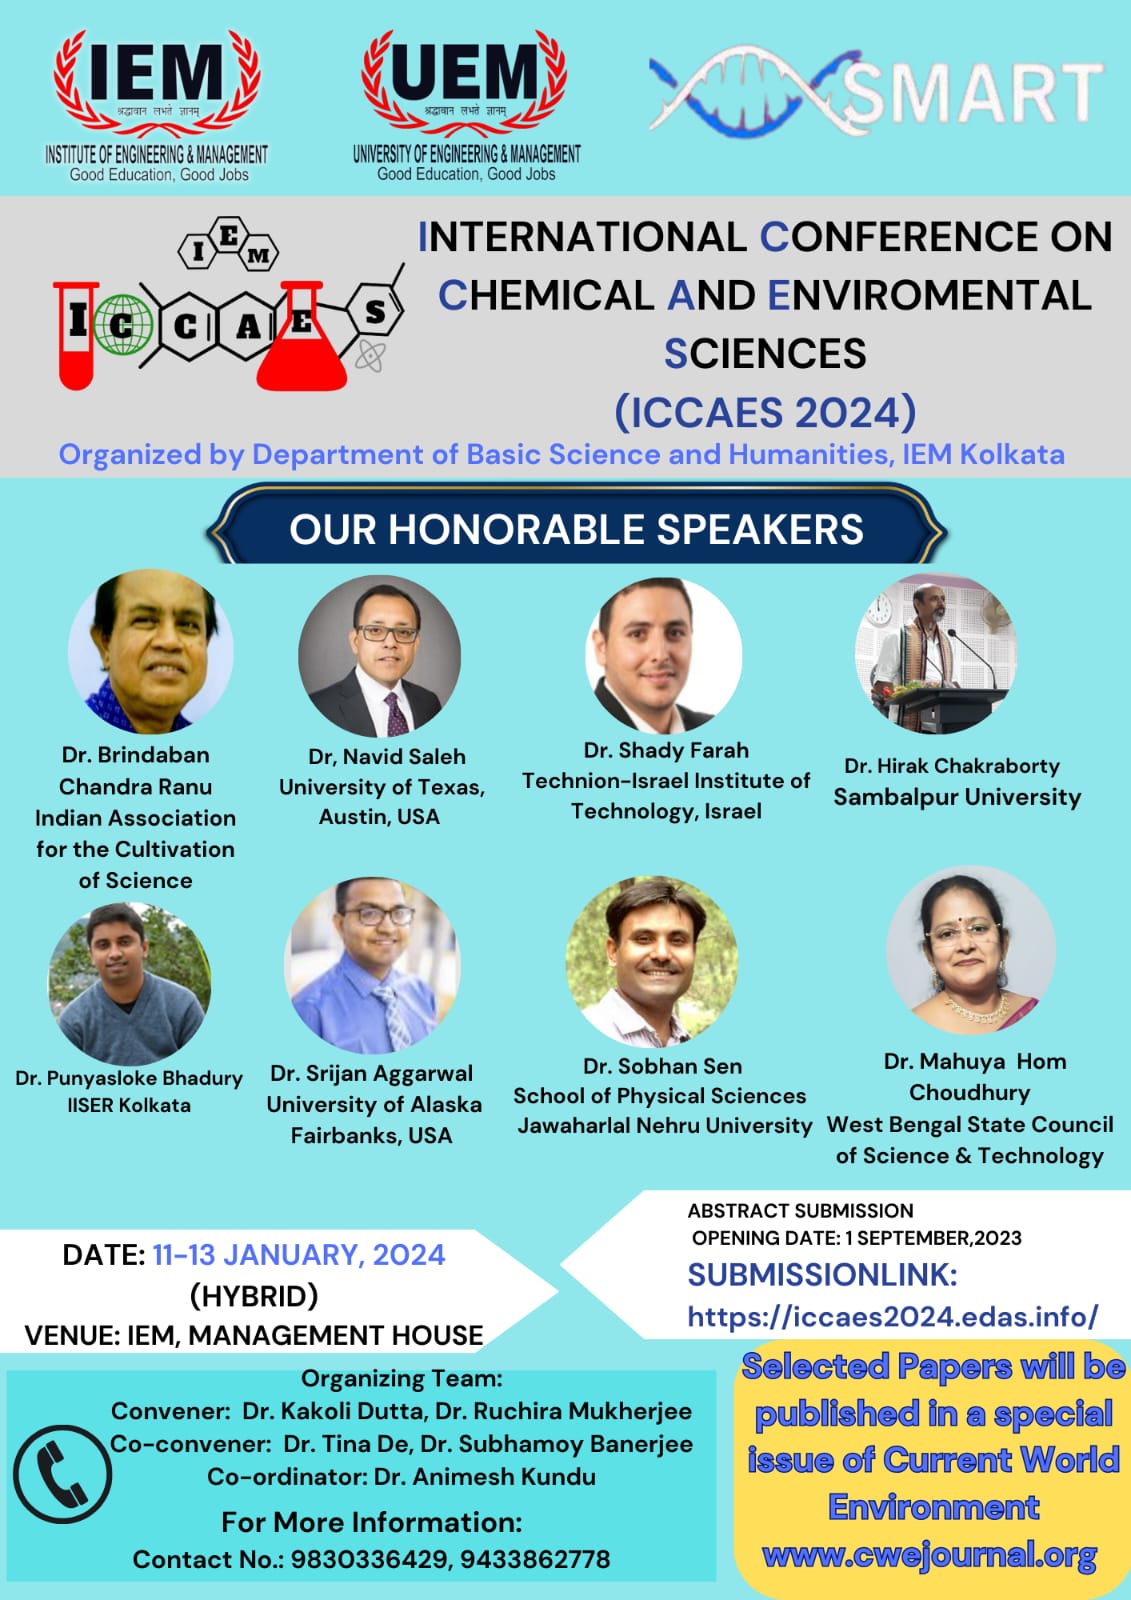 IEM
श्रद्धावान लभते ज्ञानम्
INSTITUTE OF ENGINEERING & MANAGEMENT
Good Education, Good Jobs
UEM
श्रद्धावान लभते ज्ञानम्
UNIVERSITY OF ENGINEERING & MANAGEMENT
Good Education, Good Jobs
SMART
IEM
ICCAES
INTERNATIONAL CONFERENCE ON
CHEMICAL AND ENVIROMENTAL
SCIENCES
(ICCAES 2024)
Organized by Department of Basic Science and Humanities, IEM Kolkata
OUR HONORABLE SPEAKERS
Dr. Brindaban
Chandra Ranu
Indian Association
for the Cultivation
of Science
Dr, Navid Saleh
University of Texas,
Austin, USA
Dr. Shady Farah
Technion-Israel Institute of
Technology, Israel
Dr. Hirak Chakraborty
Sambalpur University
Dr. Punyasloke Bhadury
IISER Kolkata
Dr. Srijan Aggarwal
University of Alaska
Fairbanks, USA
Dr. Sobhan Sen
School of Physical Sciences
Jawaharlal Nehru University
Dr. Mahuya Hom
Choudhury
West Bengal State Council
of Science & Technology
DATE: 11-13 JANUARY, 2024
(HYBRID)
VENUE: IEM, MANAGEMENT HOUSE
ABSTRACT SUBMISSION
OPENING DATE: 1 SEPTEMBER,2023
SUBMISSIONLINK:
https://iccaes2024.edas.info/
Organizing Team:
Convener: Dr. Kakoli Dutta, Dr. Ruchira Mukherjee
Co-convener: Dr. Tina De, Dr. Subhamoy Banerjee
Co-ordinator: Dr. Animesh Kundu
For More Information:
Contact No.: 9830336429, 9433862778
Selected Papers will be
published in a special
issue of Current World
Environment
www.cwejournal.org